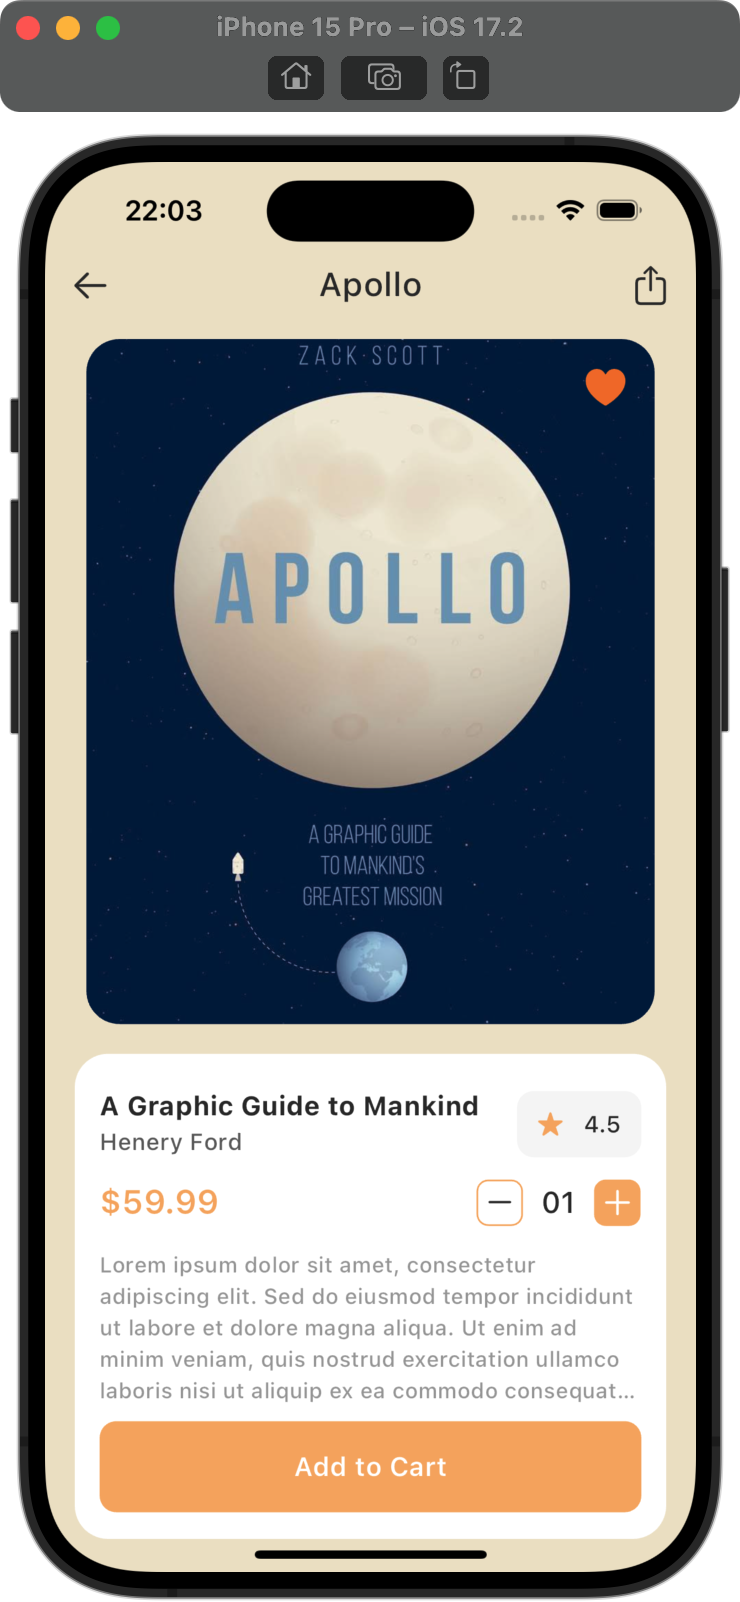 iPhone 15 Pro – iOS 17.2
22:03
Apollo
ZACK SCOTT
APOLLO
A GRAPHIC GUIDE
TO MANKIND'S
GREATEST MISSION
A Graphic Guide to Mankind
Henery Ford
4.5
$59.99
01
Lorem ipsum dolor sit amet, consectetur
adipiscing elit. Sed do eiusmod tempor incididunt
ut labore et dolore magna aliqua. Ut enim ad
minim veniam, quis nostrud exercitation ullamco
laboris nisi ut aliquip ex ea commodo consequat...
Add to Cart